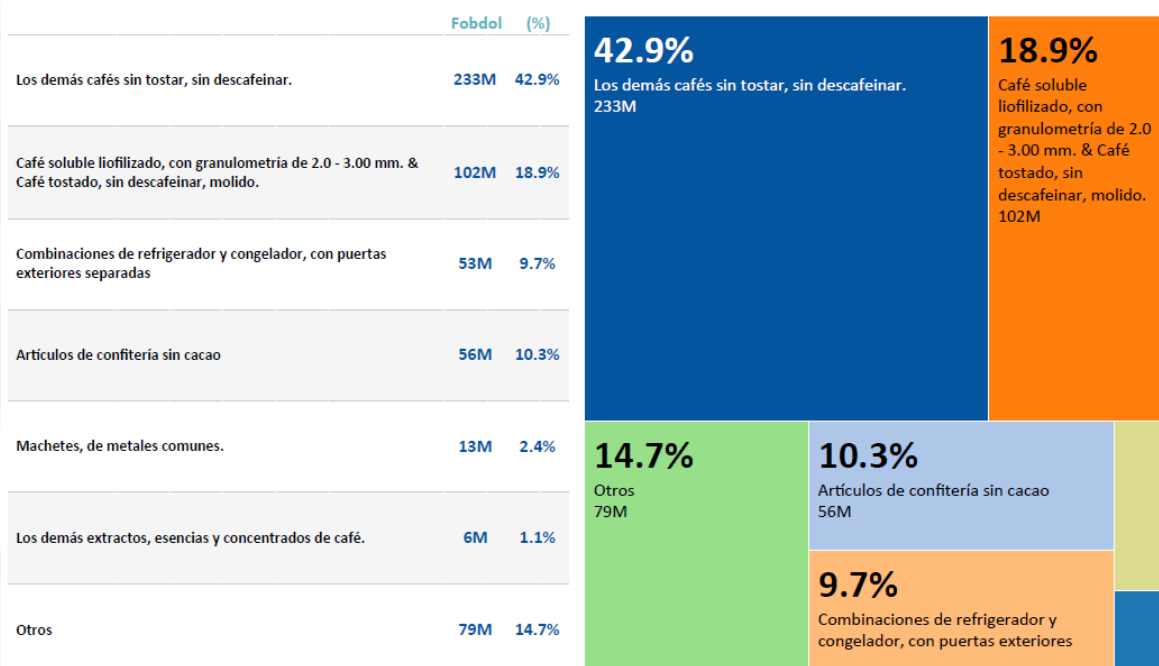 Fobdol (%)
Los demás cafés sin tostar, sin descafeinar. 233M 42.9%
Café soluble liofilizado, con granulometría de 2.0 - 3.00 mm. &
Café tostado, sin descafeinar, molido. 102M 18.9%
Combinaciones de refrigerador y congelador, con puertas
exteriores separadas 53M 9.7%
Artículos de confitería sin cacao 56M 10.3%
Machetes, de metales comunes. 13M 2.4%
Los demás extractos, esencias y concentrados de café. 6M 1.1%
Otros 79M 14.7%
42.9%
Los demás cafés sin tostar, sin descafeinar.
233M
18.9%
Café soluble
liofilizado, con
granulometría de 2.0
- 3.00 mm. & Café
tostado, sin
descafeinar, molido.
102M
14.7%
Otros
79M
10.3%
Artículos de confitería sin cacao
56M
9.7%
Combinaciones de refrigerador y
congelador, con puertas exteriores